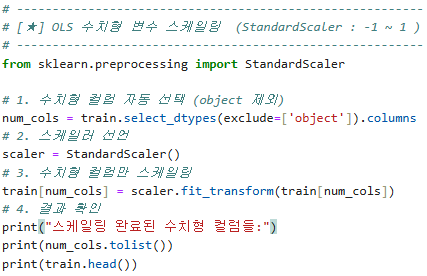 # ------------------------------------------------
# [★] OLS 수치형 변수 스케일링  (StandardScaler : -1 ~ 1 )
# ------------------------------------------------
from sklearn.preprocessing import StandardScaler
# 1. 수치형 컬럼 자동 선택 (object 제외)
num_cols = train.select_dtypes(exclude=['object']).columns
# 2. 스케일러 선언
scaler = StandardScaler()
# 3. 수치형 컬럼만 스케일링
train[num_cols] = scaler.fit_transform(train[num_cols])
# 4. 결과 확인
print("스케일링 완료된 수치형 컬럼들:")
print(num_cols.tolist())
print(train.head())